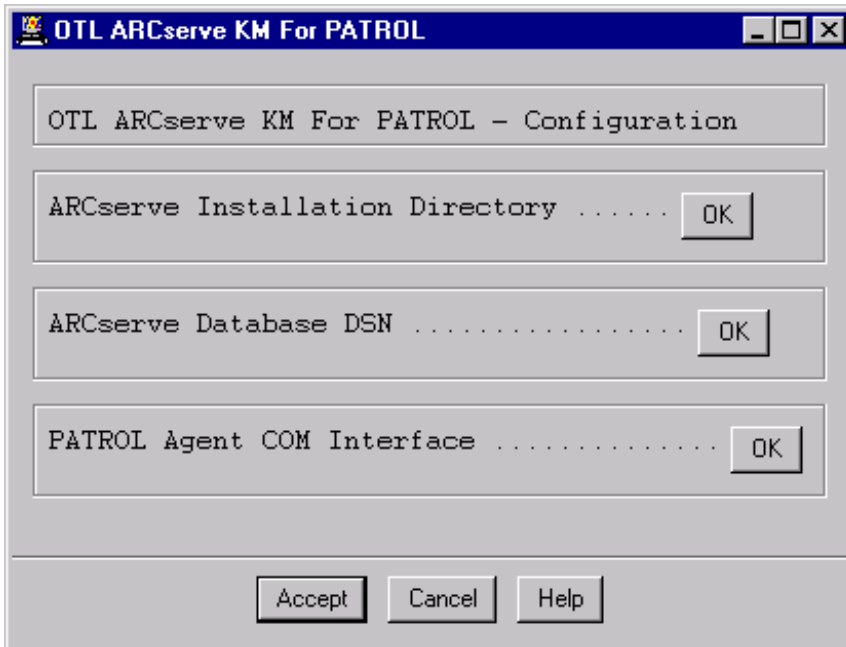 OTL ARCserve KM For PATROL
OTL ARCserve KM For PATROL - Configuration
ARCserve Installation Directory ...... OK
ARCserve Database DSN ................. OK
PATROL Agent COM Interface .............. OK
Accept Cancel Help